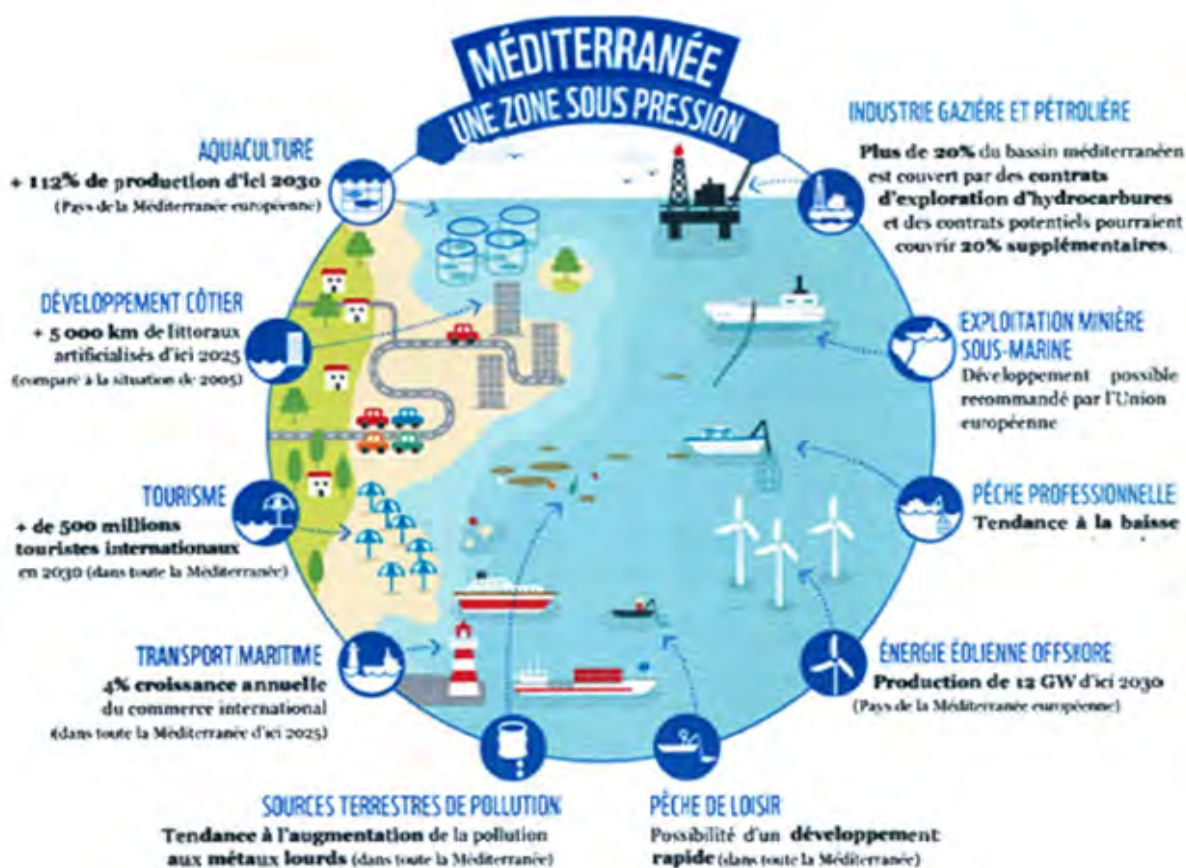 MÉDITERRANÉE
UNE ZONE SOUS PRESSION
AQUACULTURE
+ 112% de production d'ici 2030
(Pays de la Méditerranée européenne)
DÉVELOPPEMENT CÔTIER
+ 5 000 km de littoraux
artificialisés d'ici 2025
(comparé à la situation de 2005)
TOURISME
+ de 500 millions
touristes internationaux
en 2030 (dans toute la Méditerranée)
TRANSPORT MARITIME
4% croissance annuelle
du commerce international
(dans toute la Méditerranée d'ici 2025)
SOURCES TERRESTRES DE POLLUTION
Tendance à l'augmentation de la pollution
aux métaux lourds (dans toute la Méditerranée)
PÊCHE DE LOISIR
Possibilité d'un développement
rapide (dans toute la Méditerranée)
INDUSTRIE GAZIÉRE ET PÉTROLIÈRE
Plus de 20% du bassin méditerranéen
est couvert par des contrats
d'exploration d'hydrocarbures
et des contrats potentiels pourraient
couvrir 20% supplémentaires.
EXPLOITATION MINIÈRE
SOUS-MARINE
Développement possible
recommandé par l'Union
européenne
PÊCHE PROFESSIONNELLE
Tendance à la baisse
ÉNERGIE ÉOLIENNE OFFSHORE
Production de 12 GW d'ici 2030
(Pays de la Méditerranée européenne)